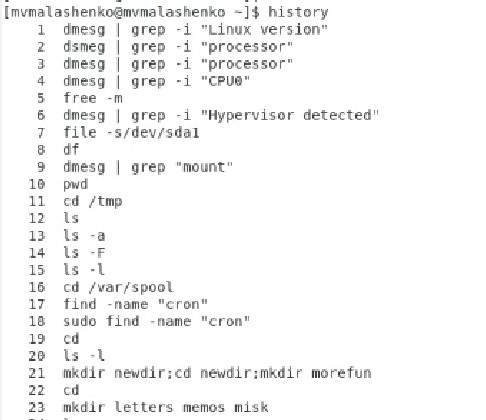 [mvmalashenko@mvmalashenko ~]$ history
1 dmesg | grep -i "Linux version"
2 dsmeg | grep -i "processor"
3 dmesg | grep -i "processor"
4 dmesg | grep -i "CPU0"
5 free -m
6 dmesg | grep -i "Hypervisor detected"
7 file -s/dev/sda1
8 df
9 dmesg | grep "mount"
10 pwd
11 cd /tmp
12 ls
13 ls -a
14 ls -F
15 ls -l
16 cd /var/spool
17 find -name "cron"
18 sudo find -name "cron"
19 cd
20 ls -l
21 mkdir newdir;cd newdir;mkdir morefun
22 cd
23 mkdir letters memos misk